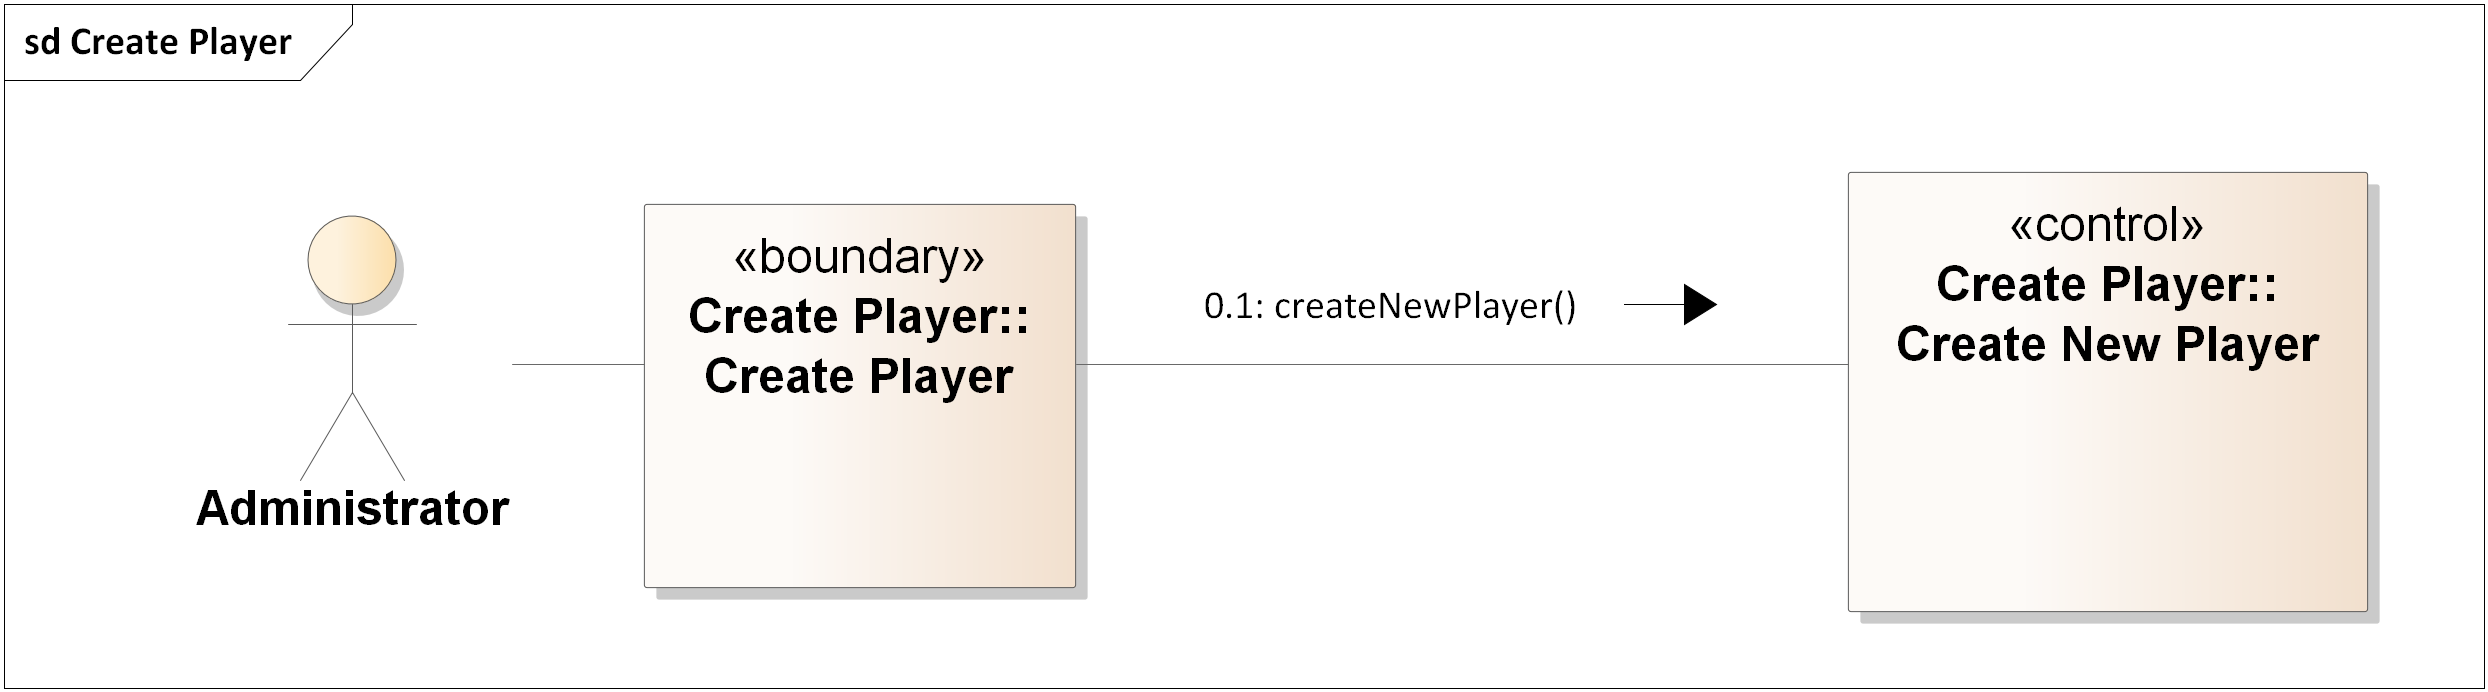 sd Create Player
Administrator
«boundary»
Create Player::
Create Player
0.1: createNewPlayer()
«control»
Create Player::
Create New Player